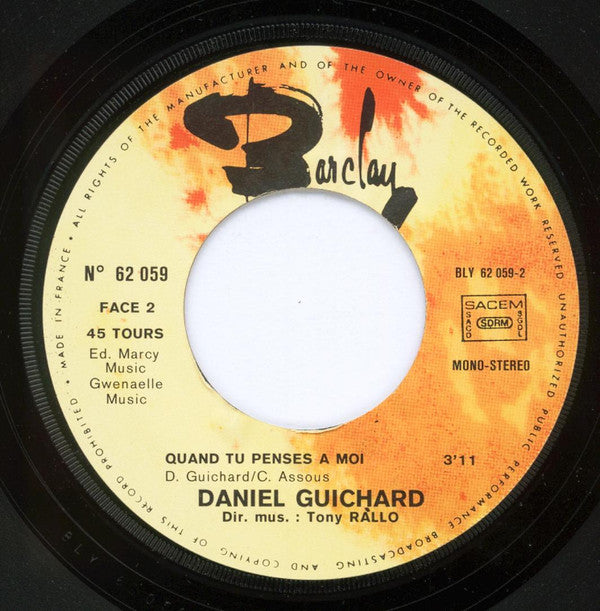 • ALL RIGHTS OF THE MANUFACTURER AND OF THE OWNER OF THE RECORDED WORK RESERVED UNAUTHORIZED PUBLIC PERFORMANCE BROADCASTING AND COPYING OF THIS RECORD PROHIBITED • MADE IN FRANCE
Barclay
N° 62 059
FACE 2
45 TOURS
Ed. Marcy
Music
Gwenaelle
Music
BLY 62 059-2
SACEM
SACD SDRM SGDL
MONO-STEREO
QUAND TU PENSES A MOI 3'11
D. Guichard/C. Assous
DANIEL GUICHARD
Dir. mus. : Tony RALLO